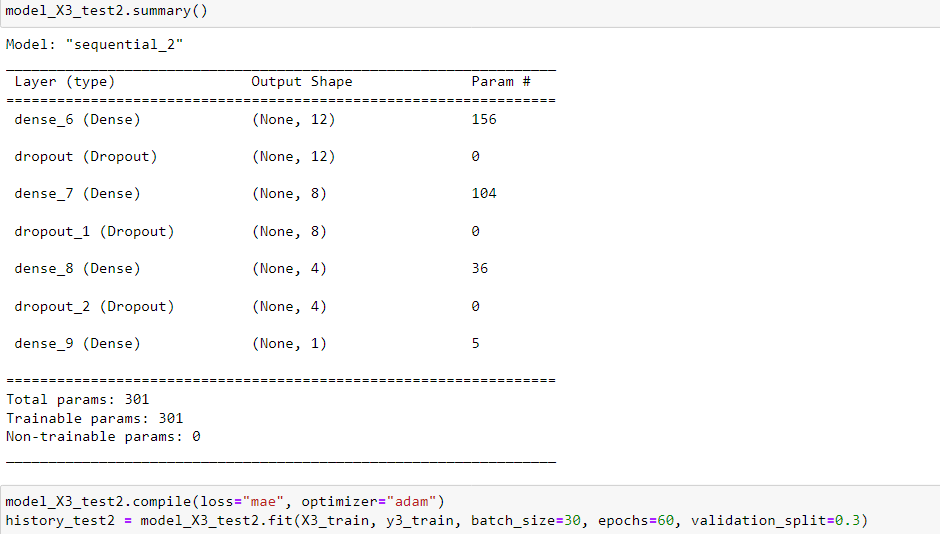 model_X3_test2.summary()
Model: "sequential_2"
_________________________________________________________________
Layer (type) Output Shape Param #
=================================================================
dense_6 (Dense) (None, 12) 156
dropout (Dropout) (None, 12) 0
dense_7 (Dense) (None, 8) 104
dropout_1 (Dropout) (None, 8) 0
dense_8 (Dense) (None, 4) 36
dropout_2 (Dropout) (None, 4) 0
dense_9 (Dense) (None, 1) 5
=================================================================
Total params: 301
Trainable params: 301
Non-trainable params: 0
_________________________________________________________________
model_X3_test2.compile(loss="mae", optimizer="adam")
history_test2 = model_X3_test2.fit(X3_train, y3_train, batch_size=30, epochs=60, validation_split=0.3)